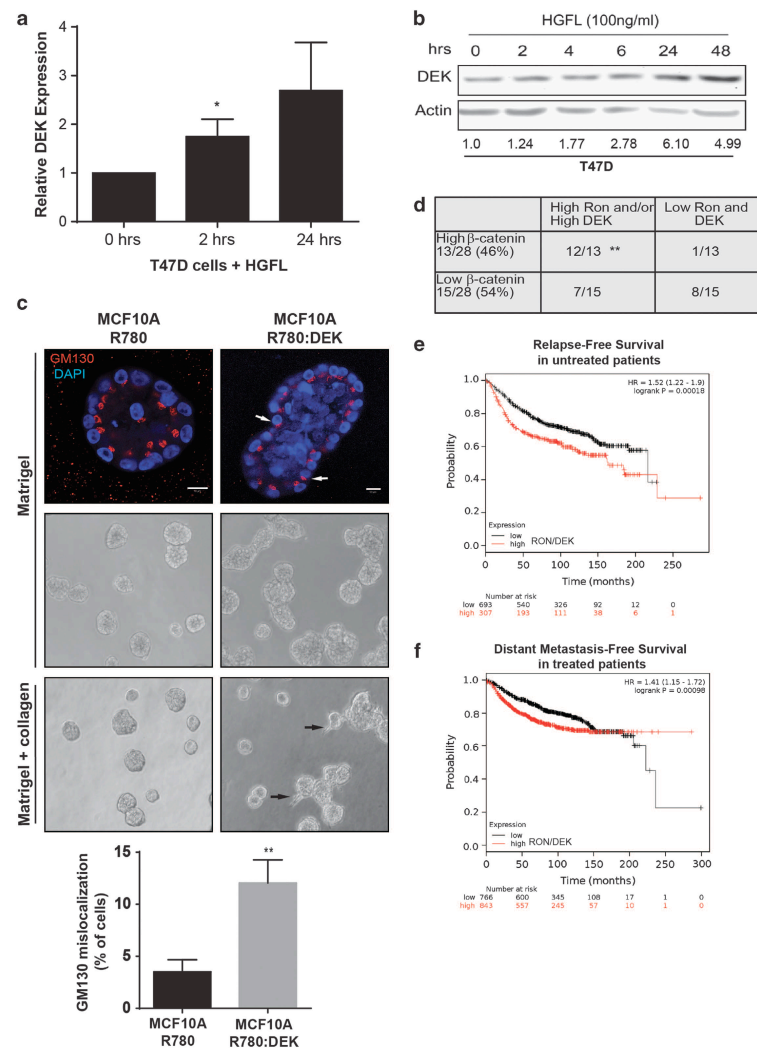 a
Relative DEK Expression
4
3
2
1
0
*
0 hrs
2 hrs
24 hrs
T47D cells + HGFL
b
HGFL (100ng/ml)
hrs 0 2 4 6 24 48
DEK
Actin
1.0 1.24 1.77 2.78 6.10 4.99
T47D
d
High Ron and/or High DEK
Low Ron and DEK
High β-catenin
13/28 (46%)
12/13 **
1/13
Low β-catenin
15/28 (54%)
7/15
8/15
c
MCF10A
R780
MCF10A
R780:DEK
GM130
DAPI
Matrigel
Matrigel + collagen
GM130 mislocalization
(% of cells)
15
10
5
0
**
MCF10A
R780
MCF10A
R780:DEK
e
Relapse-Free Survival
in untreated patients
HR = 1.52 (1.22 - 1.9)
logrank P = 0.00018
Probability
1.0
0.8
0.6
0.4
0.2
0.0
Expression
low
high RON/DEK
0 50 100 150 200 250
Time (months)
Number at risk
low 693 540 326 92 12 0
high 307 193 111 38 6 1
f
Distant Metastasis-Free Survival
in treated patients
HR = 1.41 (1.15 - 1.72)
logrank P = 0.00098
Probability
1.0
0.8
0.6
0.4
0.2
0.0
Expression
low
high RON/DEK
0 50 100 150 200 250 300
Time (months)
Number at risk
low 766 600 345 108 17 1 0
high 843 557 245 57 10 1 0